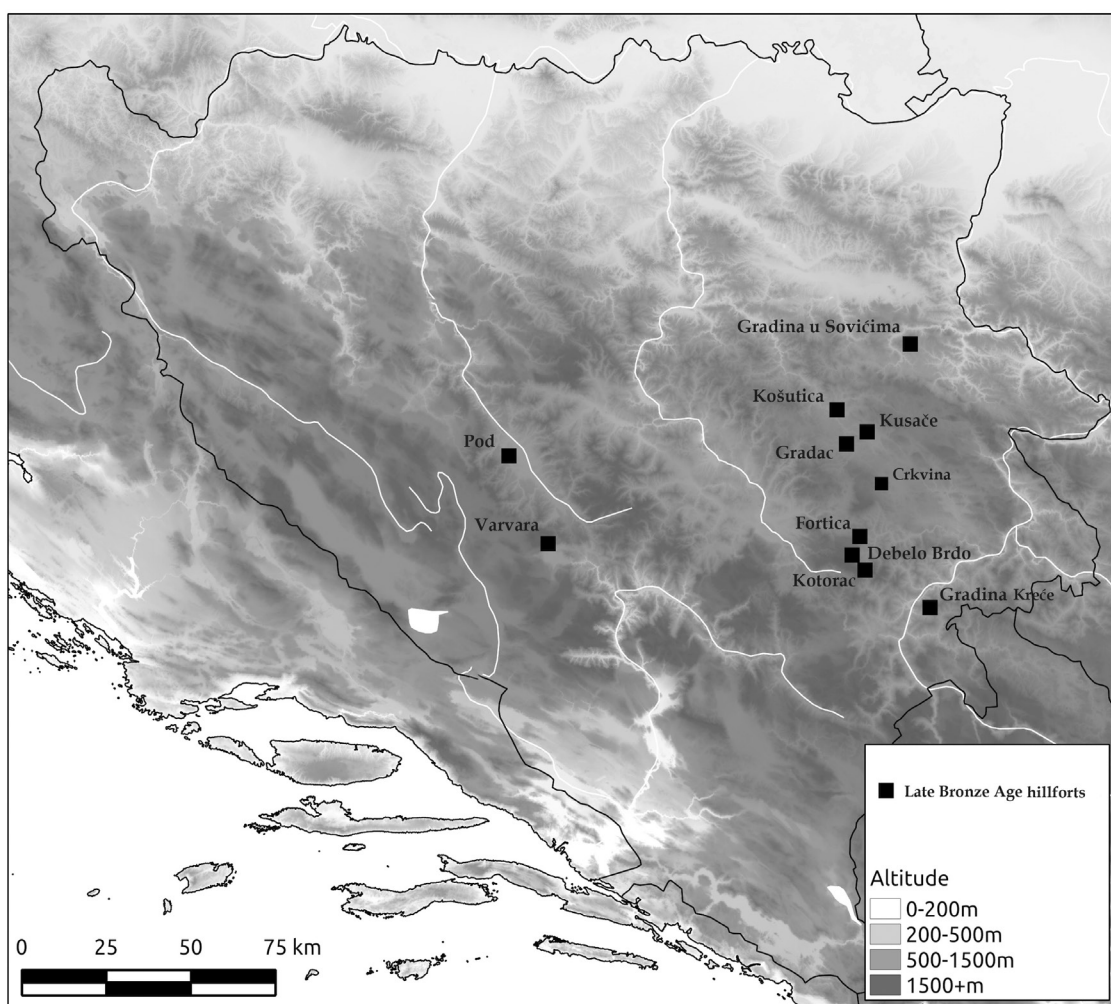 Gradina u Sovićima
Košutica
Kusače
Gradac
Pod
Crkvina
Varvara
Fortica
Debelo Brdo
Kotorac
Gradina Kreće
Late Bronze Age hillforts
Altitude
0-200m
200-500m
500-1500m
1500+m
0 25 50 75 km